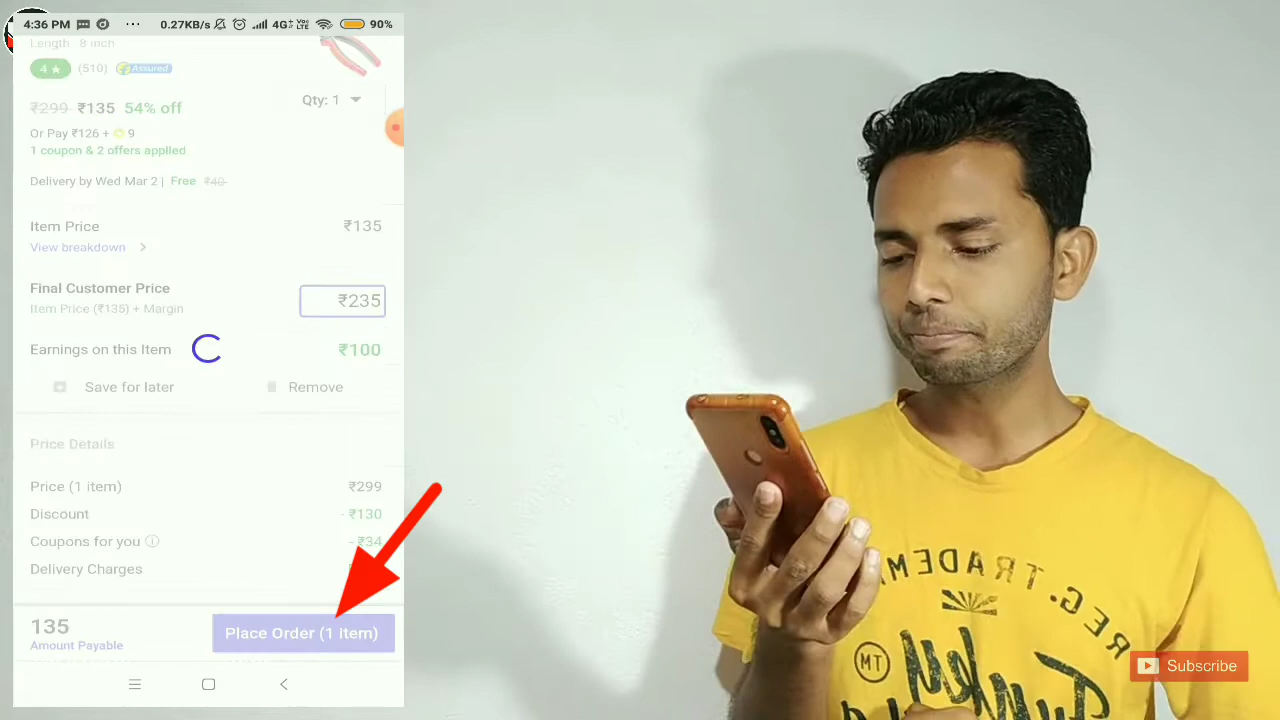 4:36 PM ... 0.27KB/s 4G+ Vo LTE 90%
Length 8 inch
4★ (510) Assured
₹299 ₹135 54% off Qty: 1
Or Pay ₹126 + 9
1 coupon & 2 offers applied
Delivery by Wed Mar 2 | Free ₹40
Item Price ₹135
View breakdown >
Final Customer Price ₹235
Item Price (₹135) + Margin
Earnings on this Item ₹100
Save for later Remove
Price Details
Price (1 item) ₹299
Discount - ₹130
Coupons for you ⓘ - ₹34
Delivery Charges
135 Place Order (1 Item)
Amount Payable
REG. TRADEM
MT
Funky
Subscribe